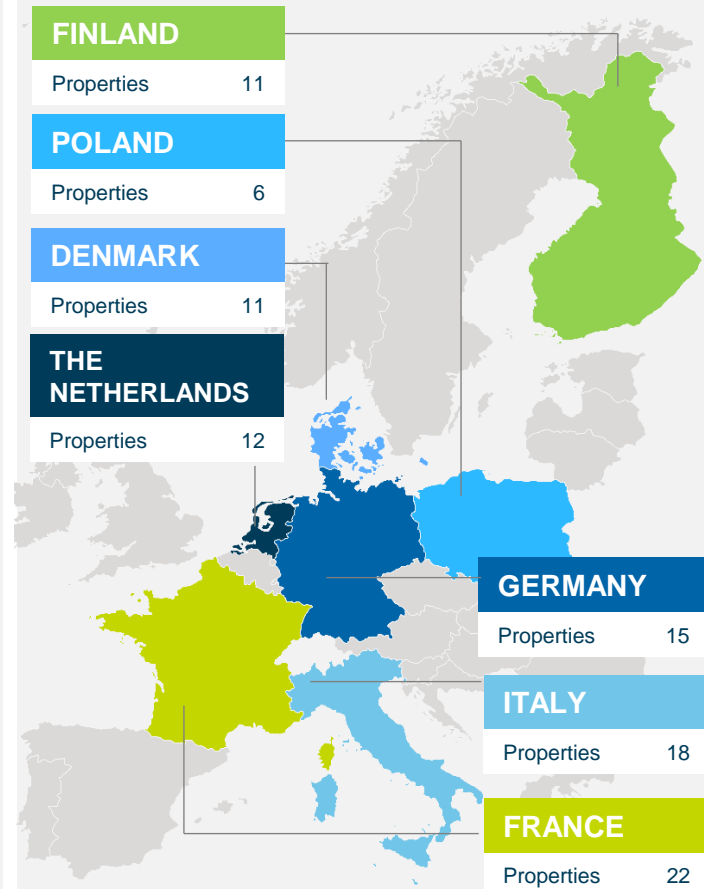 FINLAND
Properties 11
POLAND
Properties 6
DENMARK
Properties 11
THE
NETHERLANDS
Properties 12
GERMANY
Properties 15
ITALY
Properties 18
FRANCE
Properties 22